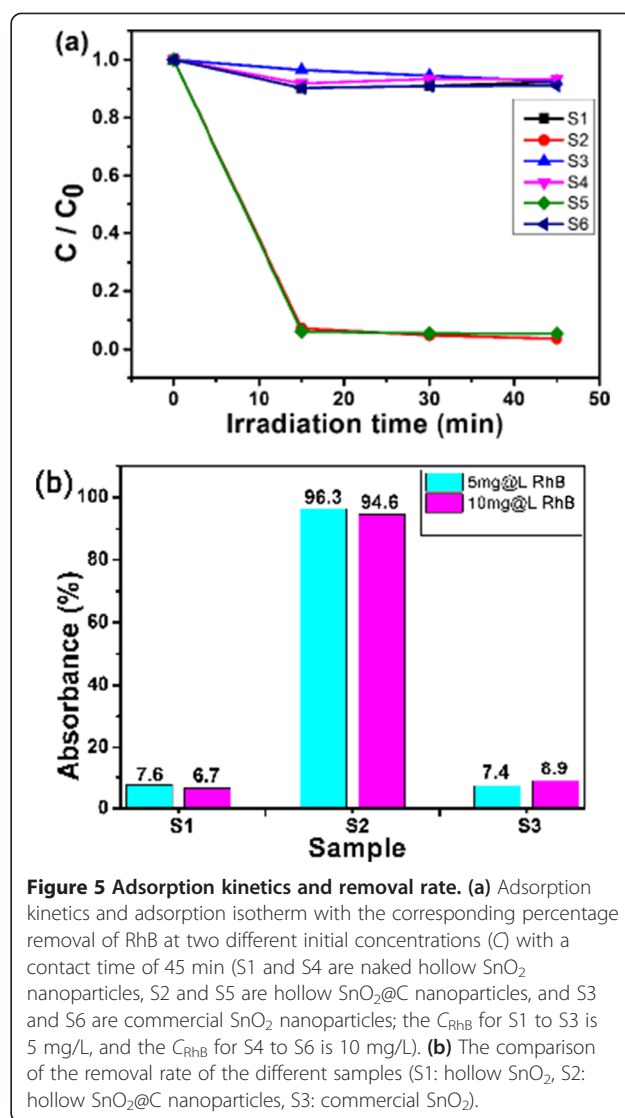 (a)
1.0
0.8
0.6
0.4
0.2
0.0
C / C₀
S1
S2
S3
S4
S5
S6
0 10 20 30 40 50
Irradiation time (min)
(b)
100
80
60
40
20
0
Absorbance (%)
5mg@L RhB
10mg@L RhB
7.6 6.7 96.3 94.6 7.4 8.9
S1 S2 S3
Sample
Figure 5 Adsorption kinetics and removal rate. (a) Adsorption
kinetics and adsorption isotherm with the corresponding percentage
removal of RhB at two different initial concentrations (C) with a
contact time of 45 min (S1 and S4 are naked hollow SnO₂
nanoparticles, S2 and S5 are hollow SnO₂@C nanoparticles, and S3
and S6 are commercial SnO₂ nanoparticles; the C_RhB for S1 to S3 is
5 mg/L, and the C_RhB for S4 to S6 is 10 mg/L). (b) The comparison
of the removal rate of the different samples (S1: hollow SnO₂, S2:
hollow SnO₂@C nanoparticles, S3: commercial SnO₂).